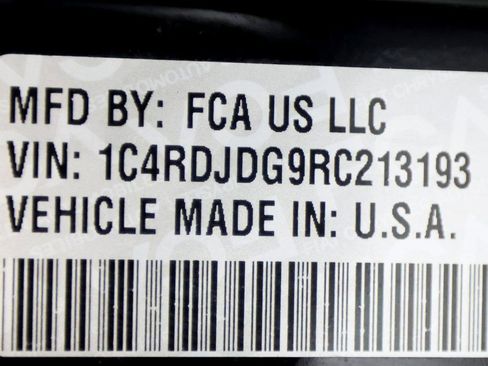 MFD BY: FCA US LLC
VIN: 1C4RDJDG9RC213193
VEHICLE MADE IN: U.S.A.